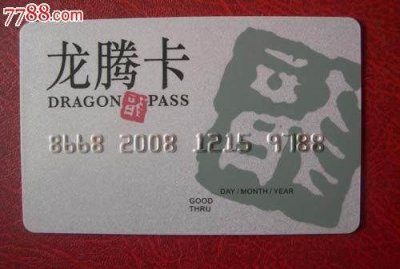 7788.com
龙腾卡
DRAGON PASS
8668 2008 1215 9788
DAY / MONTH / YEAR
GOOD
THRU